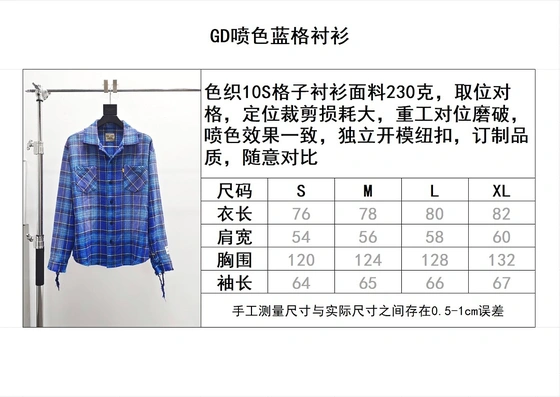 GD喷色蓝格衬衫
色织10S格子衬衫面料230克，取位对
格，定位裁剪损耗大，重工对位磨破，
喷色效果一致，独立开模纽扣，订制品
质，随意对比
尺码 S M L XL
衣长 76 78 80 82
肩宽 54 56 58 60
胸围 120 124 128 132
袖长 64 65 66 67
手工测量尺寸与实际尺寸之间存在0.5-1cm误差